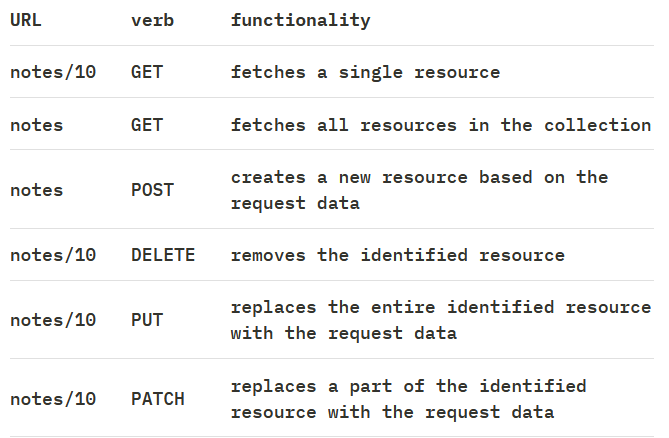 URL verb functionality
notes/10 GET fetches a single resource
notes GET fetches all resources in the collection
notes POST creates a new resource based on the
request data
notes/10 DELETE removes the identified resource
notes/10 PUT replaces the entire identified resource
with the request data
notes/10 PATCH replaces a part of the identified
resource with the request data